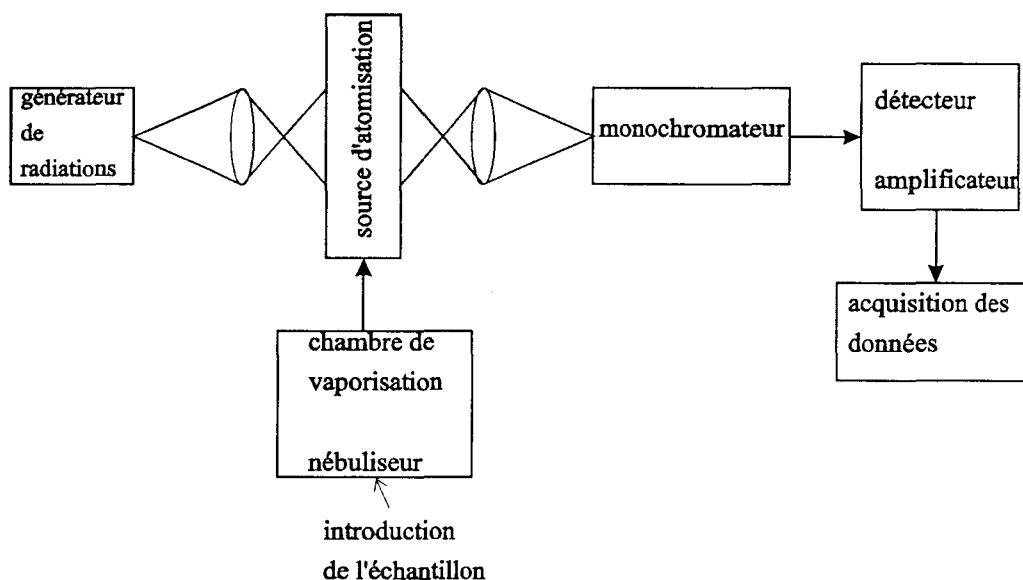 générateur
de
radiations
source d'atomisation
monochromateur
détecteur
amplificateur
acquisition des
données
chambre de
vaporisation
nébuliseur
introduction
de l'échantillon